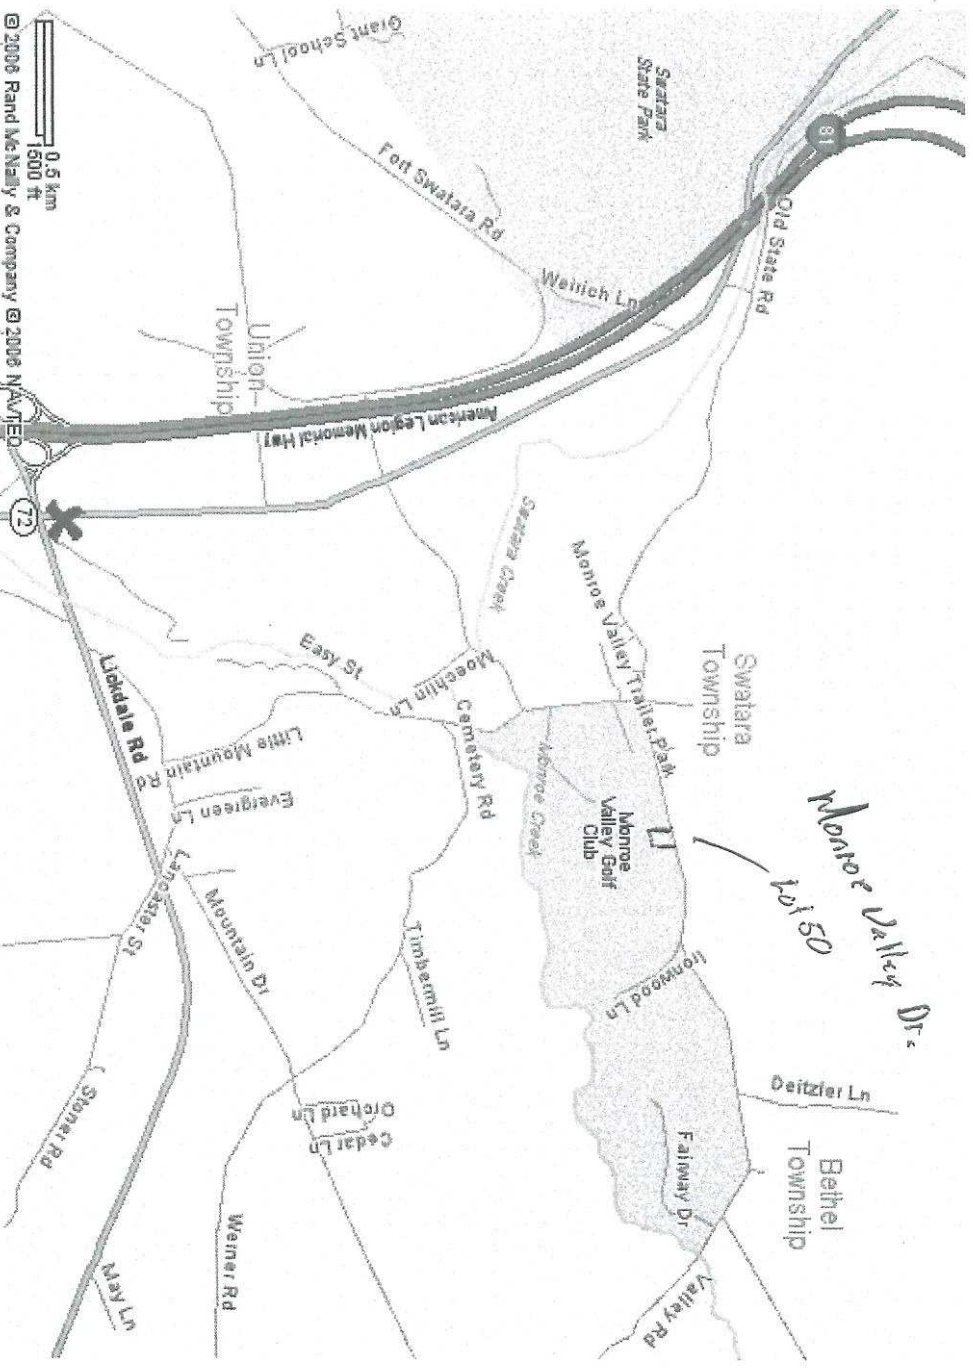 81
Old State Rd
Swatara
State Park
Giant School Ln
Fort Swatara Rd
Weirich Ln
Union
Township
American Legion Memorial Hwy
72
0.5 km
1500 ft
© 2006 Rand McNally & Company © 2006 NAVTEQ
Swatara Creek
Monroe Valley Trailer Park
Swatara
Township
Easy St
Moechlin Ln
Cemetery Rd
Monroe Creek
Monroe
Valley Golf
Club
Monroe Valley Dr.
Lot 50
Lickdale Rd
Little Mountain Rd
Evergreen Ln
Lancaster St
Mountain Dr
Timbermill Ln
Ironwood Ln
Deitzler Ln
Bethel
Township
Fairway Dr
Valley Rd
Orchard Ln
Cedar Ln
Werner Rd
Stoner Rd
May Ln